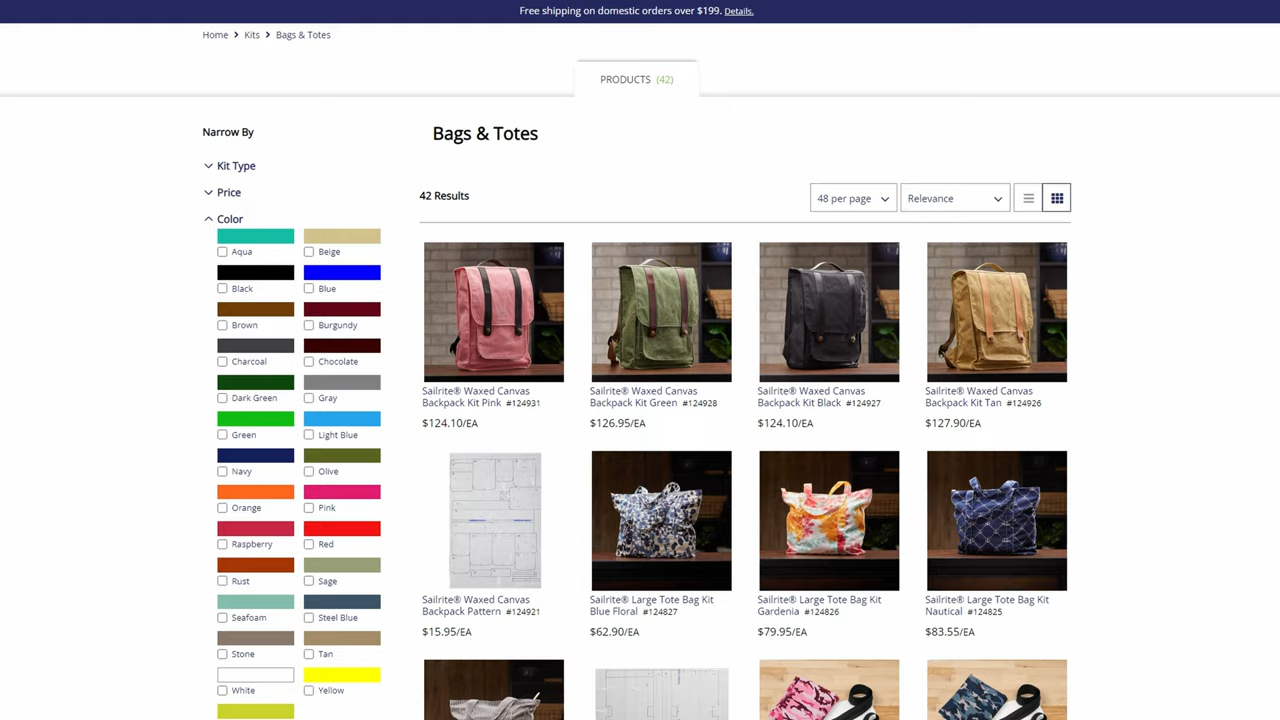 Free shipping on domestic orders over $199. Details.
Home > Kits > Bags & Totes
PRODUCTS (42)
Narrow By
Kit Type
Price
Color
Aqua
Beige
Black
Blue
Brown
Burgundy
Charcoal
Chocolate
Dark Green
Gray
Green
Light Blue
Navy
Olive
Orange
Pink
Raspberry
Red
Rust
Sage
Seafoam
Steel Blue
Stone
Tan
White
Yellow
Bags & Totes
42 Results
48 per page
Relevance
Sailrite® Waxed Canvas
Backpack Kit Pink #124931
$124.10/EA
Sailrite® Waxed Canvas
Backpack Kit Green #124928
$126.95/EA
Sailrite® Waxed Canvas
Backpack Kit Black #124927
$124.10/EA
Sailrite® Waxed Canvas
Backpack Kit Tan #124926
$127.90/EA
Sailrite® Waxed Canvas
Backpack Pattern #124921
$15.95/EA
Sailrite® Large Tote Bag Kit
Blue Floral #124827
$62.90/EA
Sailrite® Large Tote Bag Kit
Gardenia #124826
$79.95/EA
Sailrite® Large Tote Bag Kit
Nautical #124825
$83.55/EA